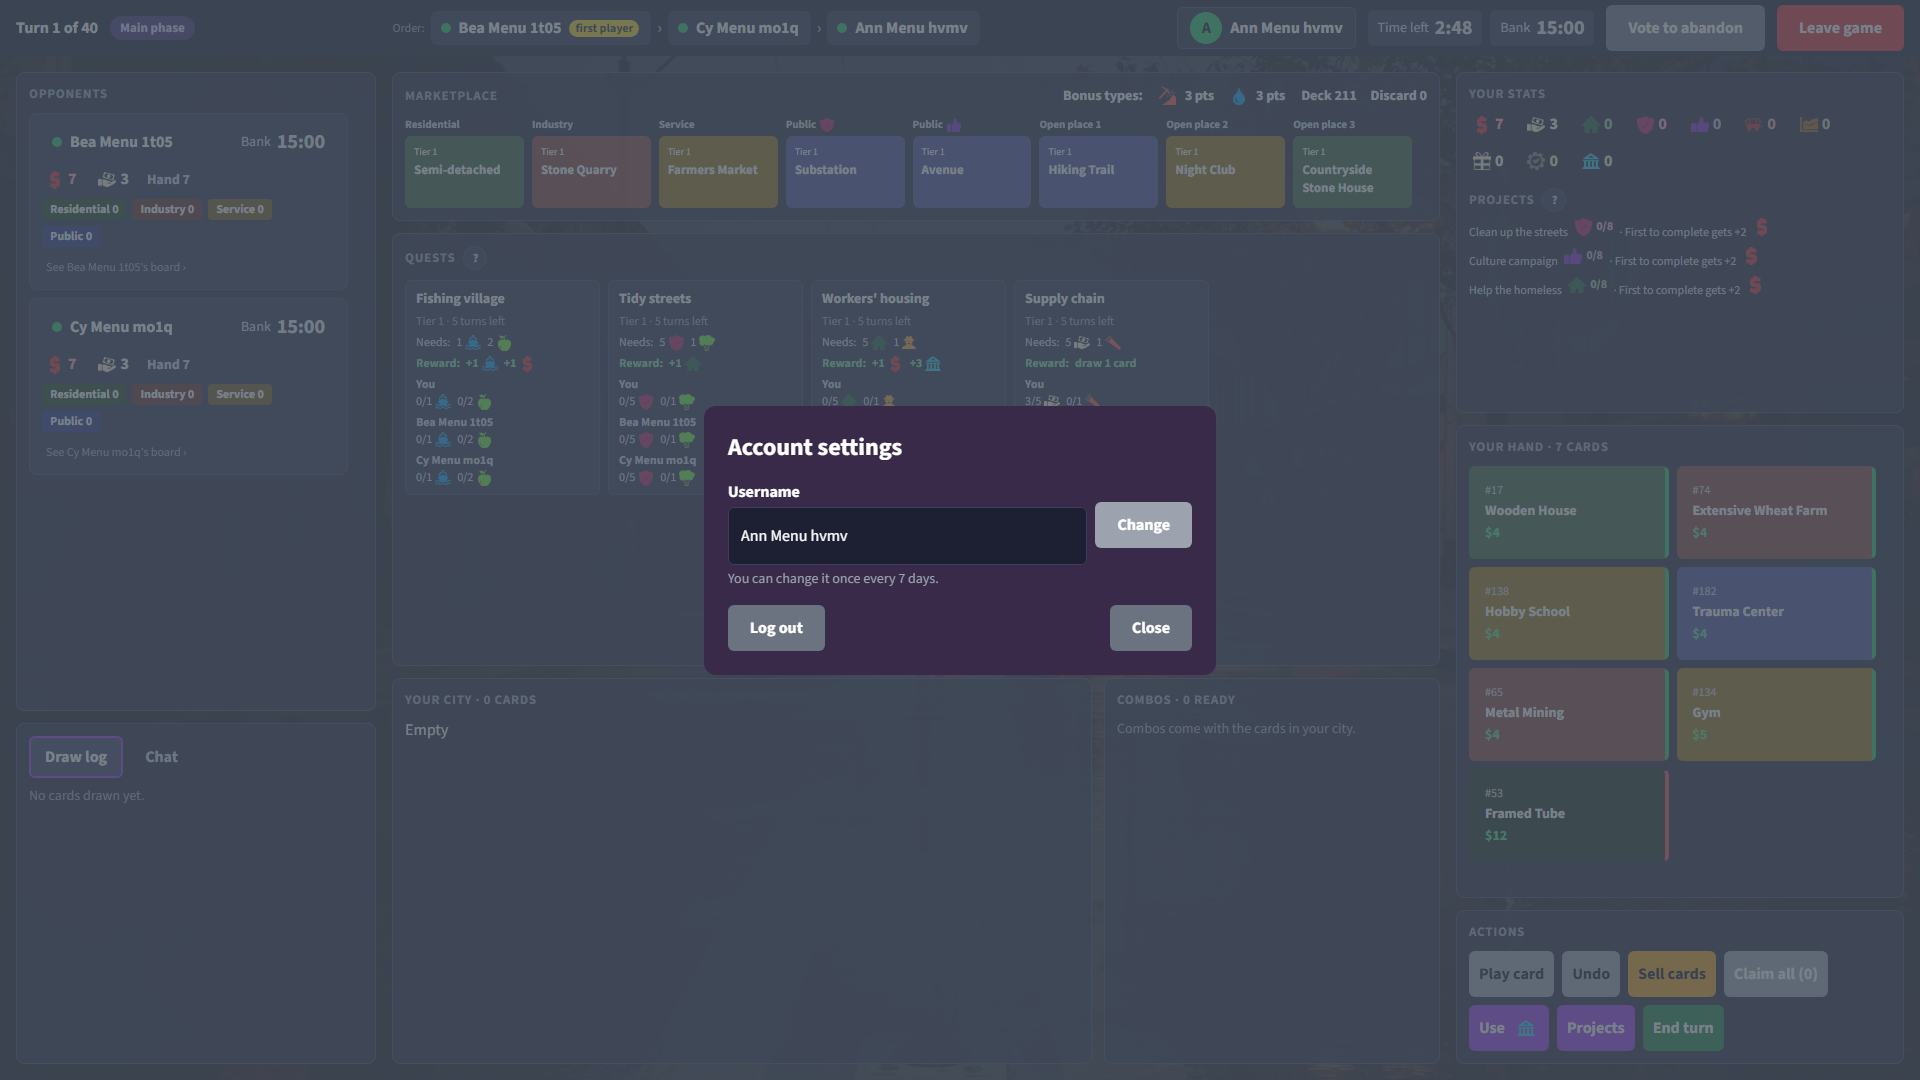 Turn 1 of 40 Main phase
Order: Bea Menu 1t05 first player › Cy Menu mo1q › Ann Menu hvmv
A Ann Menu hvmv Time left 2:48 Bank 15:00 Vote to abandon Leave game
OPPONENTS
Bea Menu 1t05 Bank 15:00
7 3 Hand 7
Residential 0 Industry 0 Service 0
Public 0
See Bea Menu 1t05's board ›
Cy Menu mo1q Bank 15:00
7 3 Hand 7
Residential 0 Industry 0 Service 0
Public 0
See Cy Menu mo1q's board ›
Draw log Chat
No cards drawn yet.
MARKETPLACE Bonus types: 3 pts 3 pts Deck 211 Discard 0
Residential Industry Service Public Public Open place 1 Open place 2 Open place 3
Tier 1 Tier 1 Tier 1 Tier 1 Tier 1 Tier 1 Tier 1 Tier 1
Semi-detached Stone Quarry Farmers Market Substation Avenue Hiking Trail Night Club Countryside
Stone House
QUESTS ?
Fishing village
Tier 1 · 5 turns left
Needs: 1 2
Reward: +1 +1
You
0/1 0/2
Bea Menu 1t05
0/1 0/2
Cy Menu mo1q
0/1 0/2
Tidy streets
Tier 1 · 5 turns left
Needs: 5 1
Reward: +1
You
0/5 0/1
Bea Menu 1t05
0/5 0/1
Cy Menu mo1q
0/5 0/1
Workers' housing
Tier 1 · 5 turns left
Needs: 5 1
Reward: +1 +3
You
0/5 0/1
Supply chain
Tier 1 · 5 turns left
Needs: 5 1
Reward: draw 1 card
You
3/5 0/1
Account settings
Username
Ann Menu hvmv Change
You can change it once every 7 days.
Log out Close
YOUR CITY · 0 CARDS
Empty
COMBOS · 0 READY
Combos come with the cards in your city.
YOUR STATS
$ 7 3 0 0 0 0 0
0 0 0
PROJECTS ?
Clean up the streets 0/8 · First to complete gets +2
Culture campaign 0/8 · First to complete gets +2
Help the homeless 0/8 · First to complete gets +2
YOUR HAND · 7 CARDS
#17
Wooden House
$4
#74
Extensive Wheat Farm
$4
#138
Hobby School
$4
#182
Trauma Center
$4
#65
Metal Mining
$4
#134
Gym
$5
#53
Framed Tube
$12
ACTIONS
Play card Undo Sell cards Claim all (0)
Use Projects End turn